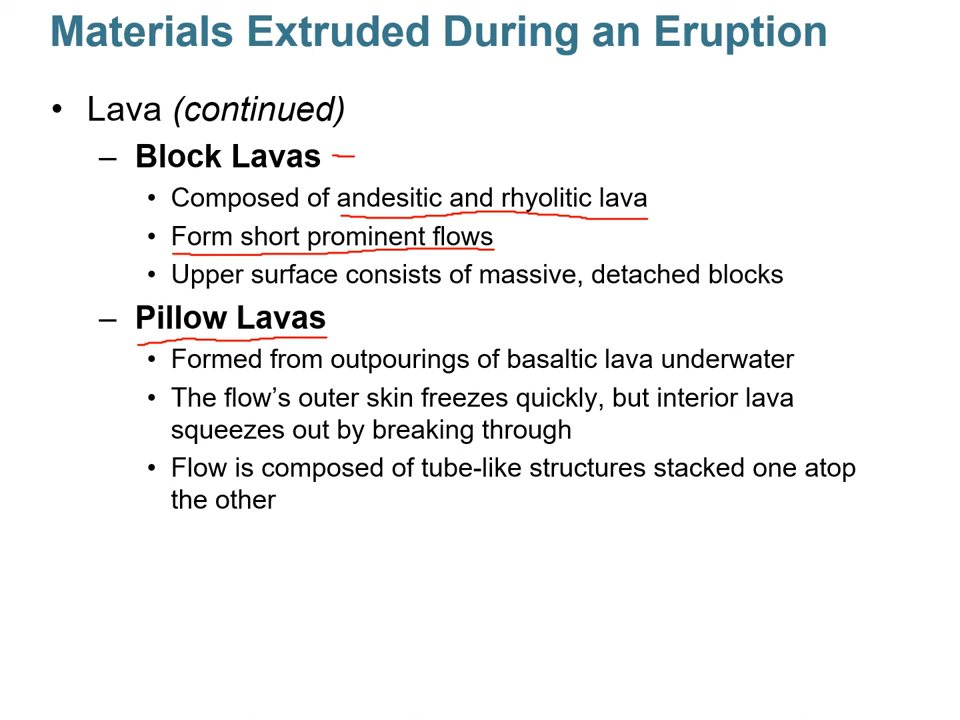 Materials Extruded During an Eruption
• Lava (continued)
– Block Lavas
• Composed of andesitic and rhyolitic lava
• Form short prominent flows
• Upper surface consists of massive, detached blocks
– Pillow Lavas
• Formed from outpourings of basaltic lava underwater
• The flow’s outer skin freezes quickly, but interior lava
squeezes out by breaking through
• Flow is composed of tube-like structures stacked one atop
the other